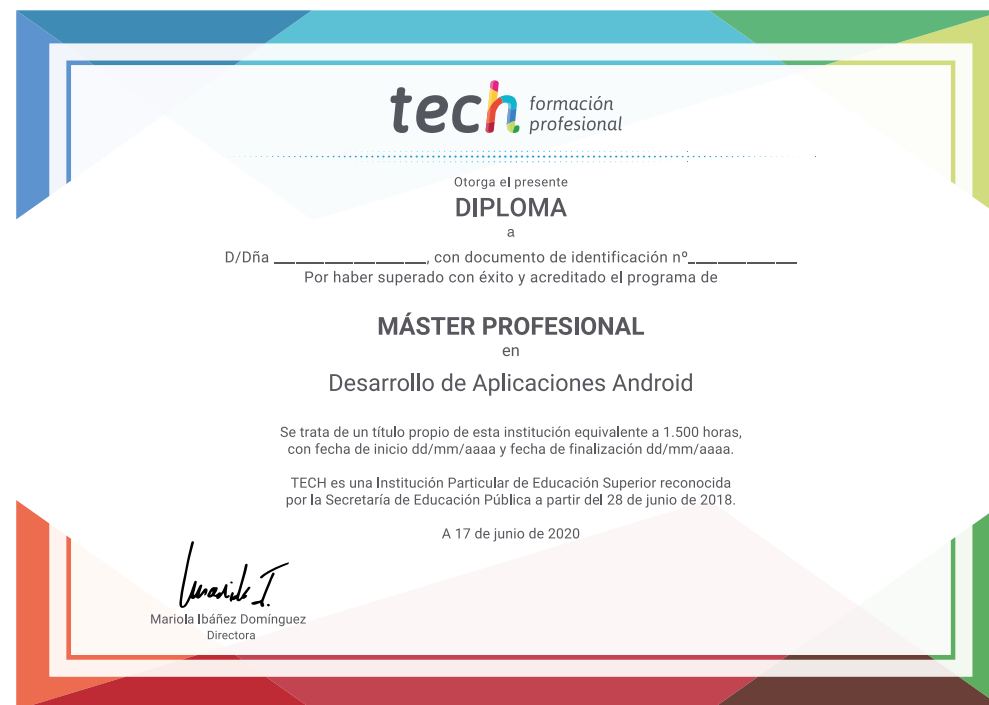 tech formación
profesional
Otorga el presente
DIPLOMA
a
D/Dña ____________________, con documento de identificación nº______________
Por haber superado con éxito y acreditado el programa de
MÁSTER PROFESIONAL
en
Desarrollo de Aplicaciones Android
Se trata de un título propio de esta institución equivalente a 1.500 horas,
con fecha de inicio dd/mm/aaaa y fecha de finalización dd/mm/aaaa.
TECH es una Institución Particular de Educación Superior reconocida
por la Secretaría de Educación Pública a partir del 28 de junio de 2018.
A 17 de junio de 2020
Mariola Ibáñez Domínguez
Directora